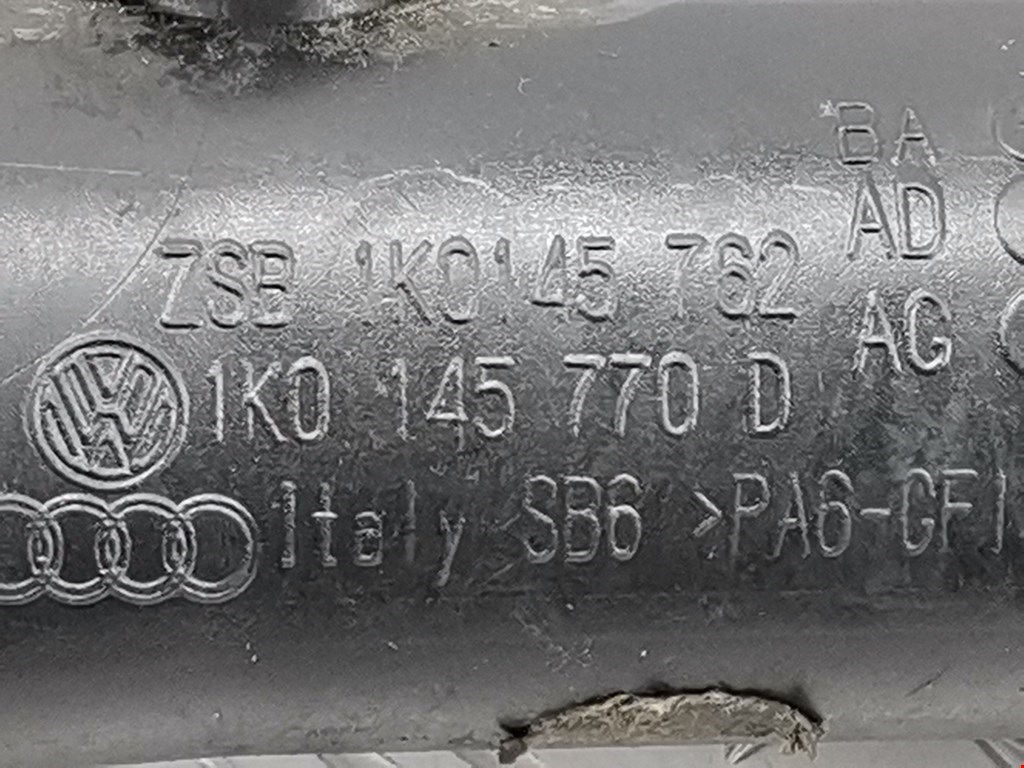 BA
AD
ZSB 1K0145 762
AG
1K0 145 770 D
Italy SB6 >PA6-GF